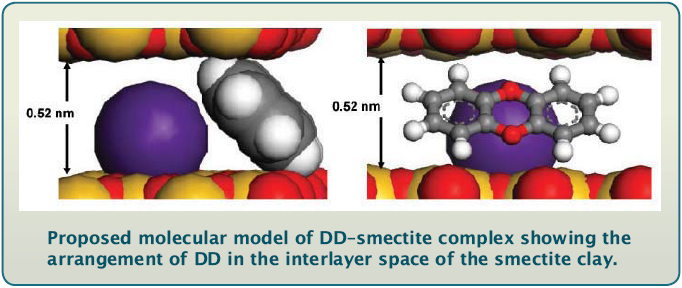 0.52 nm
0.52 nm
Proposed molecular model of DD-smectite complex showing the
arrangement of DD in the interlayer space of the smectite clay.